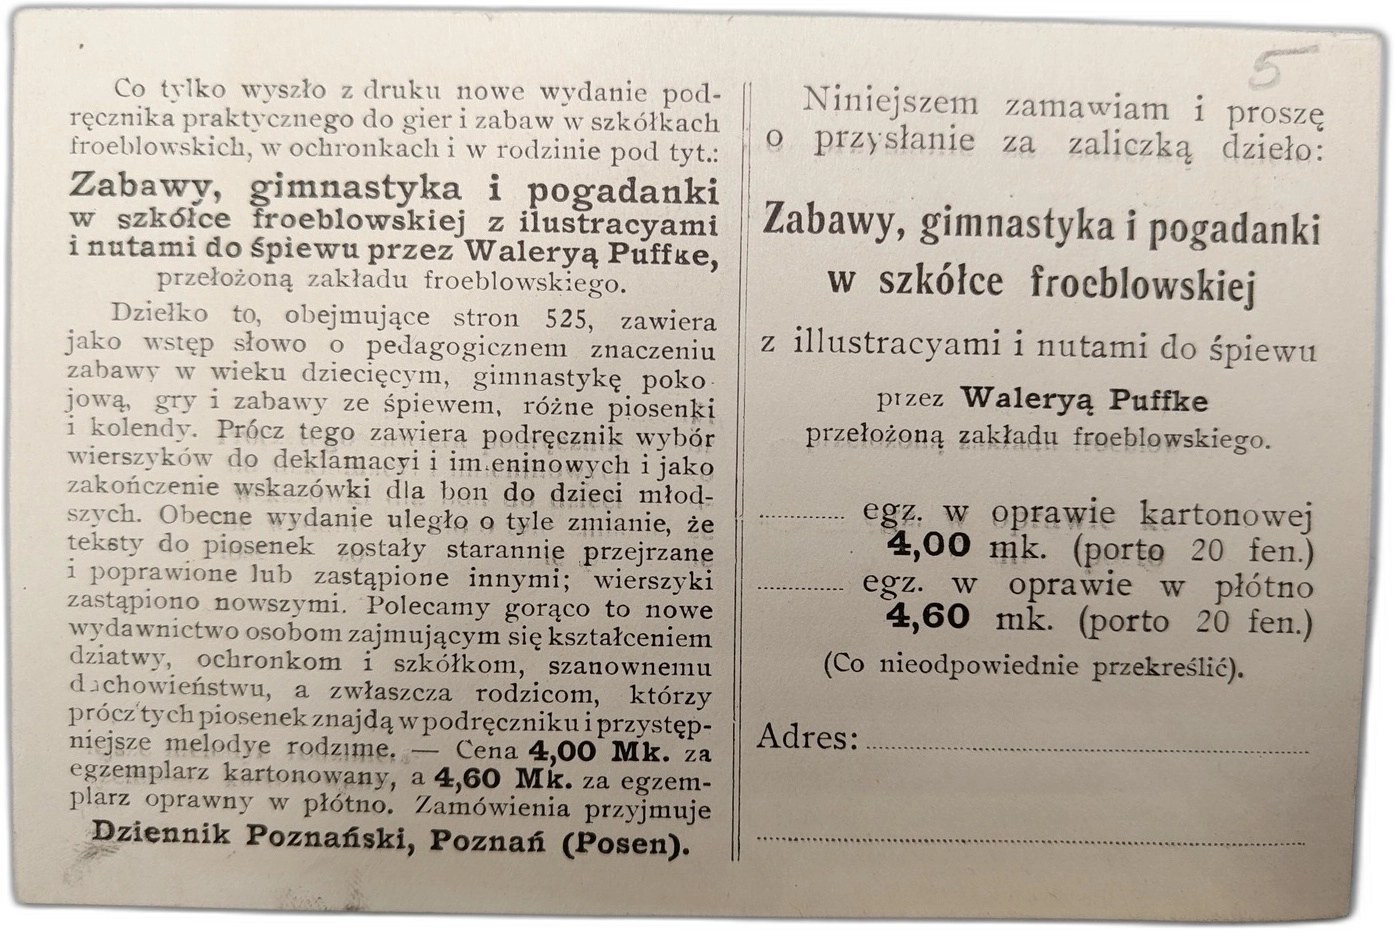 Co tylko wyszło z druku nowe wydanie pod-
ręcznika praktycznego do gier i zabaw w szkółkach
froeblowskich, w ochronkach i w rodzinie pod tyt.:
Zabawy, gimnastyka i pogadanki
w szkółce froeblowskiej z ilustracyami
i nutami do śpiewu przez Waleryą Puffke,
przełożoną zakładu froeblowskiego.
Dziełko to, obejmujące stron 525, zawiera
jako wstęp słowo o pedagogicznem znaczeniu
zabawy w wieku dziecięcym, gimnastykę poko-
jową, gry i zabawy ze śpiewem, różne piosenki
i kolendy. Prócz tego zawiera podręcznik wybór
wierszyków do deklamacyi i imieninowych i jako
zakończenie wskazówki dla bon do dzieci młod-
szych. Obecne wydanie uległo o tyle zmianie, że
teksty do piosenek zostały starannie przejrzane
i poprawione lub zastąpione innymi; wierszyki
zastąpiono nowszymi. Polecamy gorąco to nowe
wydawnictwo osobom zajmującym się kształceniem
dziatwy, ochronkom i szkółkom, szanownemu
duchowieństwu, a zwłaszcza rodzicom, którzy
prócz tych piosenek znajdą w podręczniku i przystęp-
niejsze melodye rodzime. — Cena 4,00 Mk. za
egzemplarz kartonowany, a 4,60 Mk. za egzem-
plarz oprawny w płótno. Zamówienia przyjmuje
Dziennik Poznański, Poznań (Posen).
5
Niniejszem zamawiam i proszę
o przysłanie za zaliczką dzieło:
Zabawy, gimnastyka i pogadanki
w szkółce froeblowskiej
z illustracyami i nutami do śpiewu
przez Waleryą Puffke
przełożoną zakładu froeblowskiego.
............ egz. w oprawie kartonowej
4,00 mk. (porto 20 fen.)
............ egz. w oprawie w płótno
4,60 mk. (porto 20 fen.)
(Co nieodpowiednie przekreślić).
Adres: